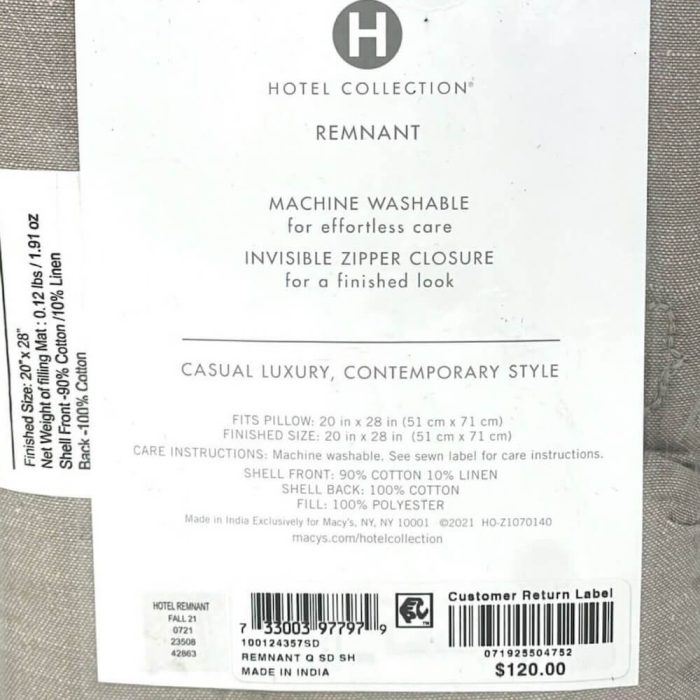 H
HOTEL COLLECTION®
REMNANT
MACHINE WASHABLE
for effortless care
INVISIBLE ZIPPER CLOSURE
for a finished look
CASUAL LUXURY, CONTEMPORARY STYLE
FITS PILLOW: 20 in x 28 in (51 cm x 71 cm)
FINISHED SIZE: 20 in x 28 in (51 cm x 71 cm)
CARE INSTRUCTIONS: Machine washable. See sewn label for care instructions.
SHELL FRONT: 90% COTTON 10% LINEN
SHELL BACK: 100% COTTON
FILL: 100% POLYESTER
Made in India Exclusively for Macy's, NY, NY 10001 ©2021 HO-Z1070140
macys.com/hotelcollection
Finished Size: 20"x 28"
Net Weight of filling Mat : 0.12 lbs / 1.91 oz
Shell Front -90% Cotton /10% Linen
Back -100% Cotton
HOTEL REMNANT
FALL 21
0721
23508
42863
7 33003 97797 9
100124357SD
REMNANT Q SD SH
MADE IN INDIA
Customer Return Label
071925504752
$120.00